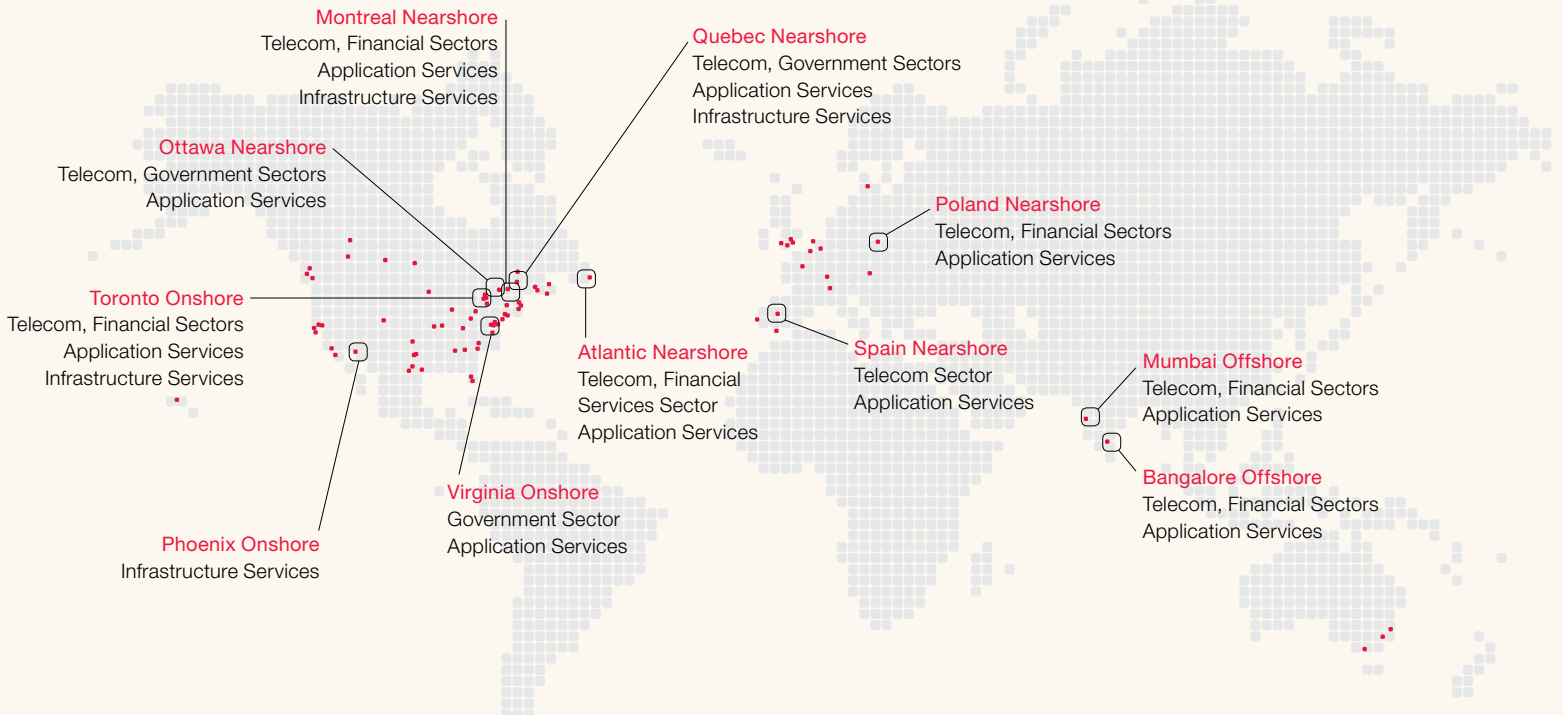 Montreal Nearshore
Telecom, Financial Sectors
Application Services
Infrastructure Services
Quebec Nearshore
Telecom, Government Sectors
Application Services
Infrastructure Services
Ottawa Nearshore
Telecom, Government Sectors
Application Services
Poland Nearshore
Telecom, Financial Sectors
Application Services
Toronto Onshore
Telecom, Financial Sectors
Application Services
Infrastructure Services
Atlantic Nearshore
Telecom, Financial
Services Sector
Application Services
Spain Nearshore
Telecom Sector
Application Services
Mumbai Offshore
Telecom, Financial Sectors
Application Services
Bangalore Offshore
Telecom, Financial Sectors
Application Services
Virginia Onshore
Government Sector
Application Services
Phoenix Onshore
Infrastructure Services